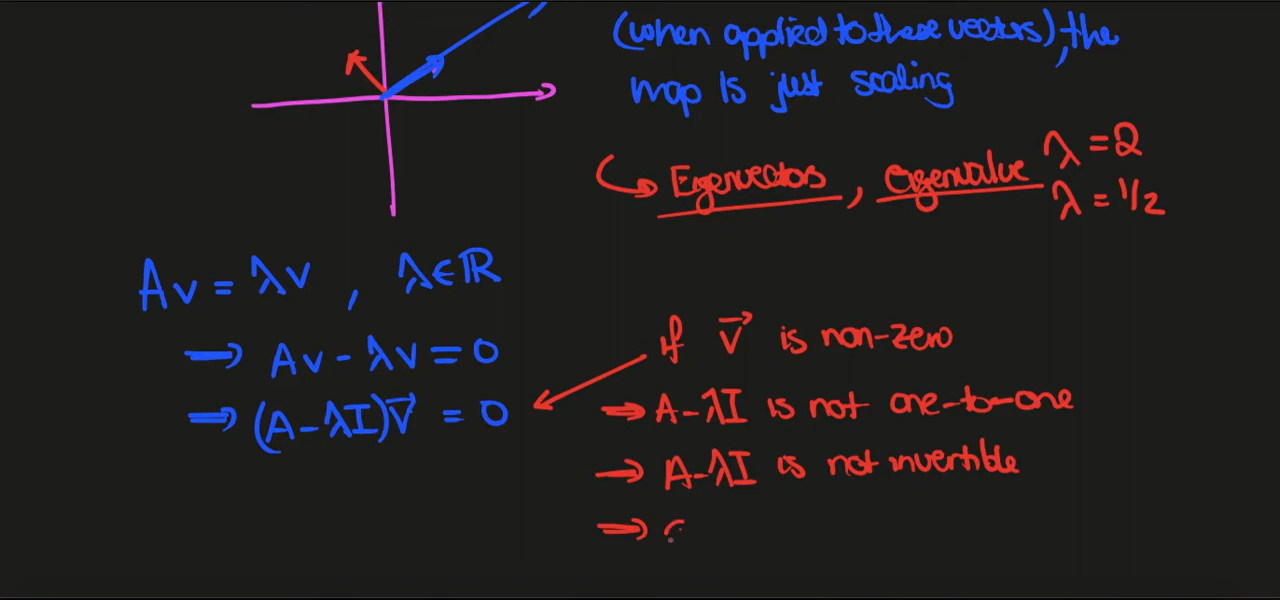 (when applied to these vectors), the
map is just scaling
↳ Eigenvectors, eigenvalue λ = 2
λ = 1/2
Av = λv , λ∈ℝ
⟹ Av - λv = 0
⟹ (A - λI)v⃗ = 0
if v⃗ is non-zero
⟹ A - λI is not one-to-one
⟹ A - λI is not invertible
⟹